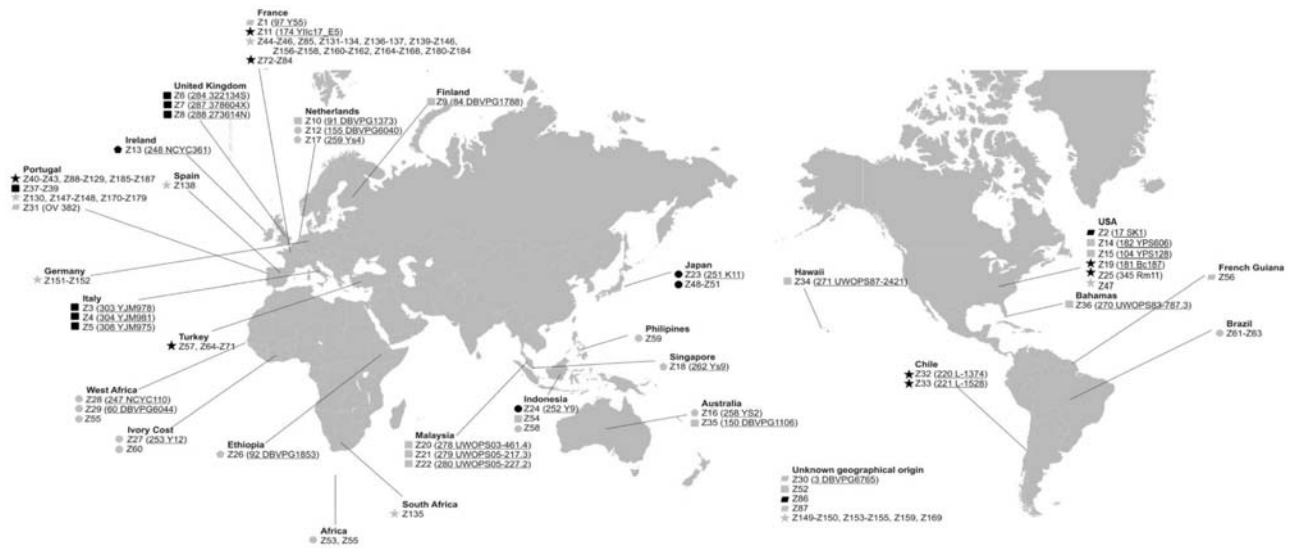 France
Z1 (97 Y55)
Z11 (174 YIIc17_E5)
Z44-Z46, Z85, Z131-134, Z136-137, Z139-Z146,
Z156-Z158, Z160-Z162, Z164-Z168, Z180-Z184
Z72-Z84
United Kingdom
Z6 (284 322134S)
Z7 (287 378604X)
Z8 (288 273614N)
Finland
Z9 (84 DBVPG1788)
Netherlands
Z10 (91 DBVPG1373)
Z12 (155 DBVPG6040)
Z17 (259 Ys4)
Ireland
Z13 (248 NCYC361)
Portugal
Z40-Z43, Z88-Z129, Z185-Z187
Z37-Z39
Z130, Z147-Z148, Z170-Z179
Z31 (OV 382)
Spain
Z138
Germany
Z151-Z152
Italy
Z3 (303 YJM978)
Z4 (304 YJM981)
Z5 (308 YJM975)
Turkey
Z57, Z64-Z71
West Africa
Z28 (247 NCYC110)
Z29 (60 DBVPG6044)
Z55
Ivory Cost
Z27 (253 Y12)
Z60
Ethiopia
Z26 (92 DBVPG1853)
Africa
Z53, Z55
South Africa
Z135
Malaysia
Z20 (278 UWOPS03-461.4)
Z21 (279 UWOPS05-217.3)
Z22 (280 UWOPS05-227.2)
Indonesia
Z24 (252 Y9)
Z54
Z58
Japan
Z23 (251 K11)
Z48-Z51
Philipines
Z59
Singapore
Z18 (262 Ys9)
Australia
Z16 (258 YS2)
Z35 (150 DBVPG1106)
Hawaii
Z34 (271 UWOPS87-2421)
USA
Z2 (17 SK1)
Z14 (182 YPS606)
Z15 (104 YPS128)
Z19 (181 Bc187)
Z25 (345 Rm11)
Z47
Bahamas
Z36 (270 UWOPS83-787.3)
French Guiana
Z56
Brazil
Z61-Z63
Chile
Z32 (220 L-1374)
Z33 (221 L-1528)
Unknown geographical origin
Z30 (3 DBVPG6765)
Z52
Z86
Z87
Z149-Z150, Z153-Z155, Z159, Z169